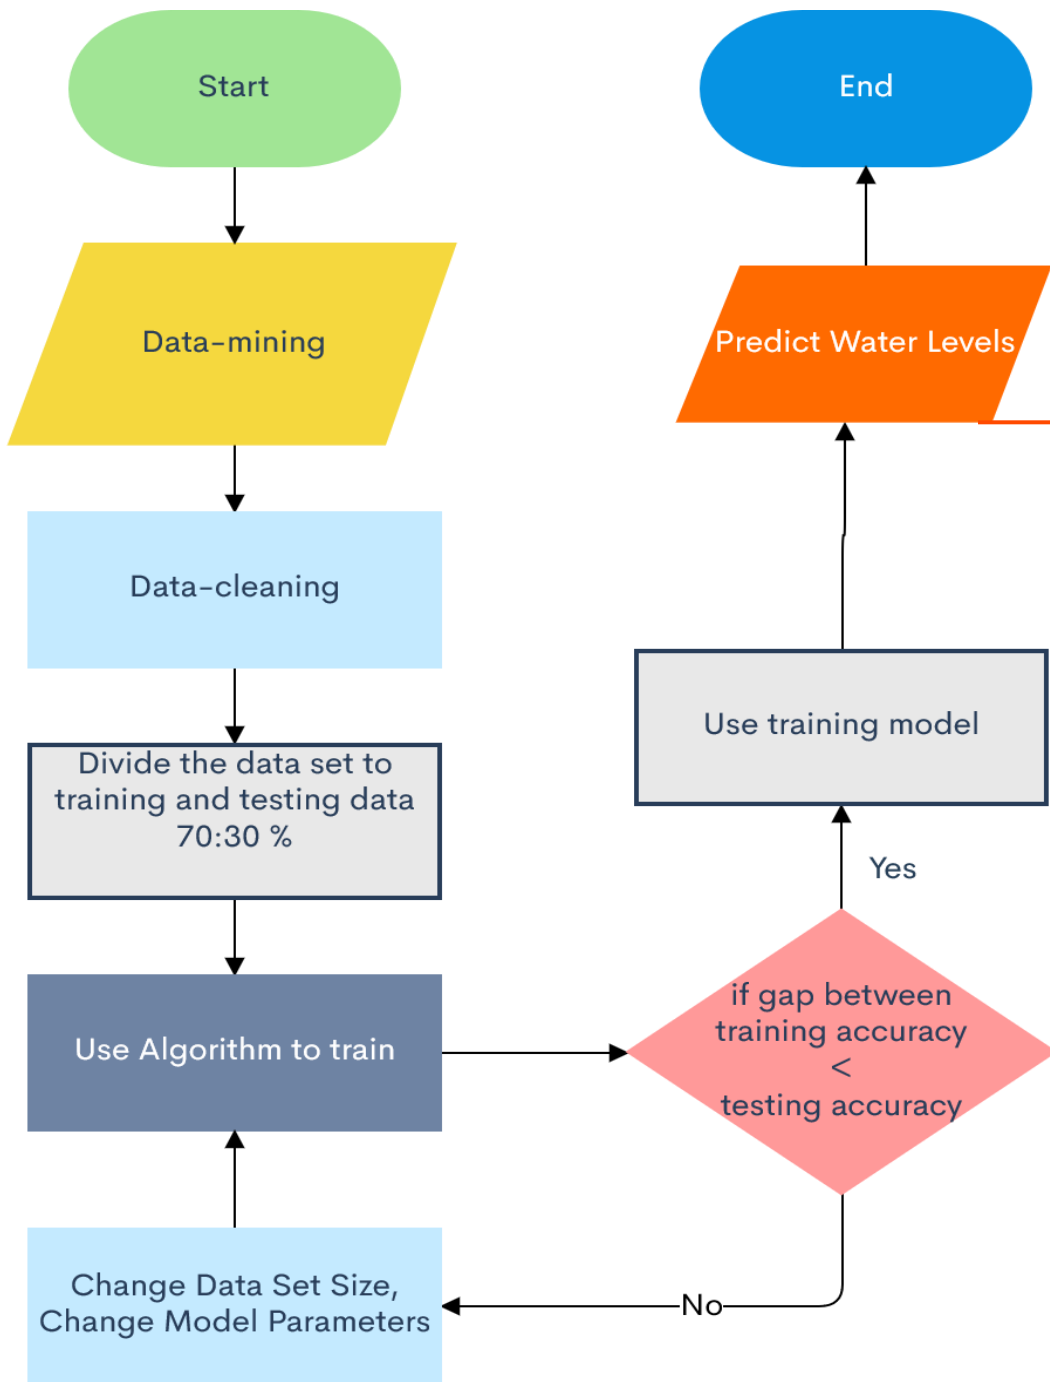 Start
Data-mining
Data-cleaning
Divide the data set to
training and testing data
70:30 %
Use Algorithm to train
Change Data Set Size,
Change Model Parameters
No
if gap between
training accuracy
<
testing accuracy
Yes
Use training model
Predict Water Levels
End